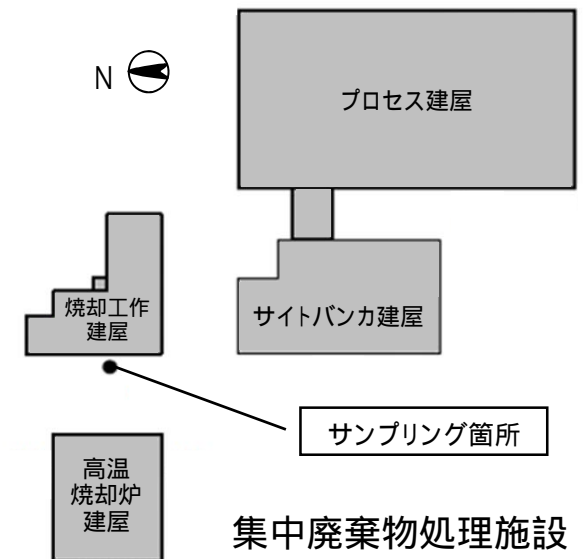 N
プロセス建屋
焼却工作
建屋
サイトバンカ建屋
サンプリング箇所
高温
焼却炉
建屋
集中廃棄物処理施設